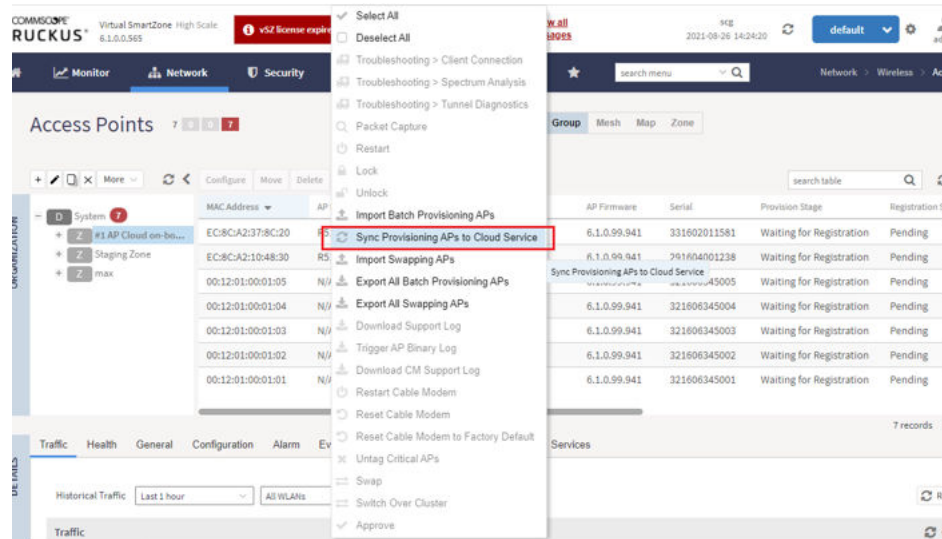 COMMSCOPE
RUCKUS
Virtual SmartZone High Scale
6.1.0.0.565
vSZ license expire
w all
sages
scg
2021-08-26 14:24:20
default
Monitor
Network
Security
search menu
Network > Wireless > Ac
Access Points 7 0 0 7
Group Mesh Map Zone
More
Configure Move Delete
search table
ORGANIZATION
D System 7
Z #1 AP Cloud on-bo...
Z Staging Zone
Z max
MAC Address AP AP Firmware Serial Provision Stage Registration S
EC:8C:A2:37:8C:20 R5 6.1.0.99.941 331602011581 Waiting for Registration Pending
EC:8C:A2:10:48:30 R5 6.1.0.99.941 291604001238 Waiting for Registration Pending
00:12:01:00:01:05 N/A Waiting for Registration Pending
00:12:01:00:01:04 N/A 6.1.0.99.941 321606345004 Waiting for Registration Pending
00:12:01:00:01:03 N/A 6.1.0.99.941 321606345003 Waiting for Registration Pending
00:12:01:00:01:02 N/A 6.1.0.99.941 321606345002 Waiting for Registration Pending
00:12:01:00:01:01 N/A 6.1.0.99.941 321606345001 Waiting for Registration Pending
7 records
Select All
Deselect All
Troubleshooting > Client Connection
Troubleshooting > Spectrum Analysis
Troubleshooting > Tunnel Diagnostics
Packet Capture
Restart
Lock
Unlock
Import Batch Provisioning APs
Sync Provisioning APs to Cloud Service
Import Swapping APs
Sync Provisioning APs to Cloud Service
Export All Batch Provisioning APs
Export All Swapping APs
Download Support Log
Trigger AP Binary Log
Download CM Support Log
Restart Cable Modem
Reset Cable Modem
Reset Cable Modem to Factory Default
Untag Critical APs
Swap
Switch Over Cluster
Approve
DETAILS
Traffic Health General Configuration Alarm Ev Services
Historical Traffic Last 1 hour All WLANs
Traffic